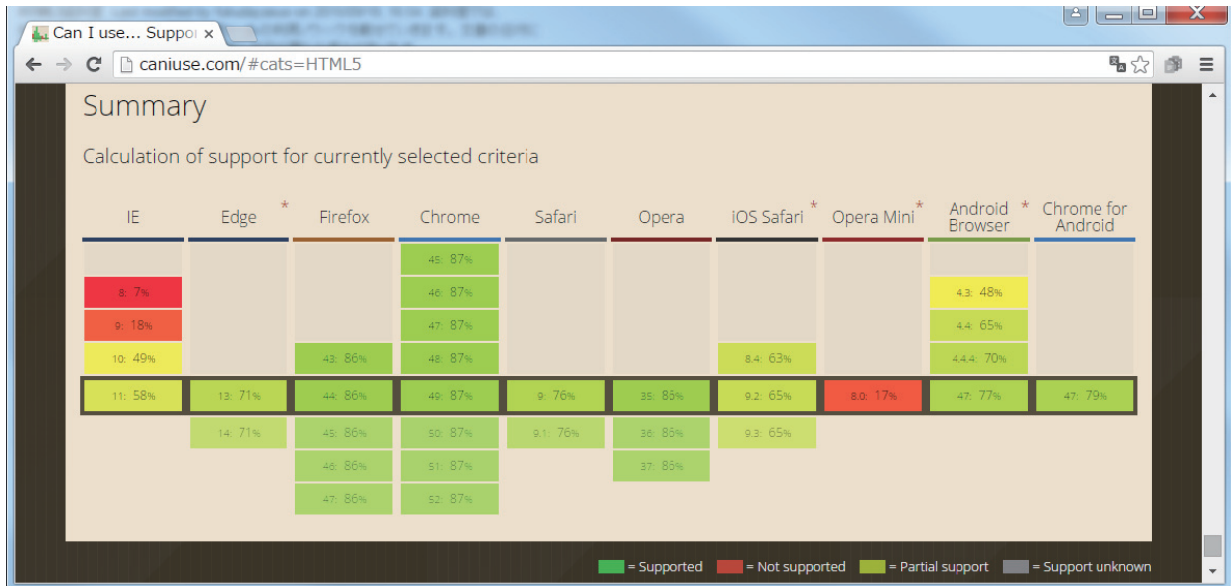 Can I use... Suppo
caniuse.com/#cats=HTML5
Summary
Calculation of support for currently selected criteria
IE Edge * Firefox Chrome Safari Opera iOS Safari * Opera Mini * Android Browser * Chrome for Android
45: 87%
8: 7% 46: 87% 4.3: 48%
9: 18% 47: 87% 4.4: 65%
10: 49% 43: 86% 48: 87% 8.4: 63% 4.4.4: 70%
11: 58% 13: 71% 44: 86% 49: 87% 9: 76% 35: 85% 9.2: 65% 8.0: 17% 47: 77% 47: 79%
14: 71% 45: 86% 50: 87% 9.1: 76% 36: 85% 9.3: 65%
46: 86% 51: 87% 37: 85%
47: 86% 52: 87%
= Supported = Not supported = Partial support = Support unknown